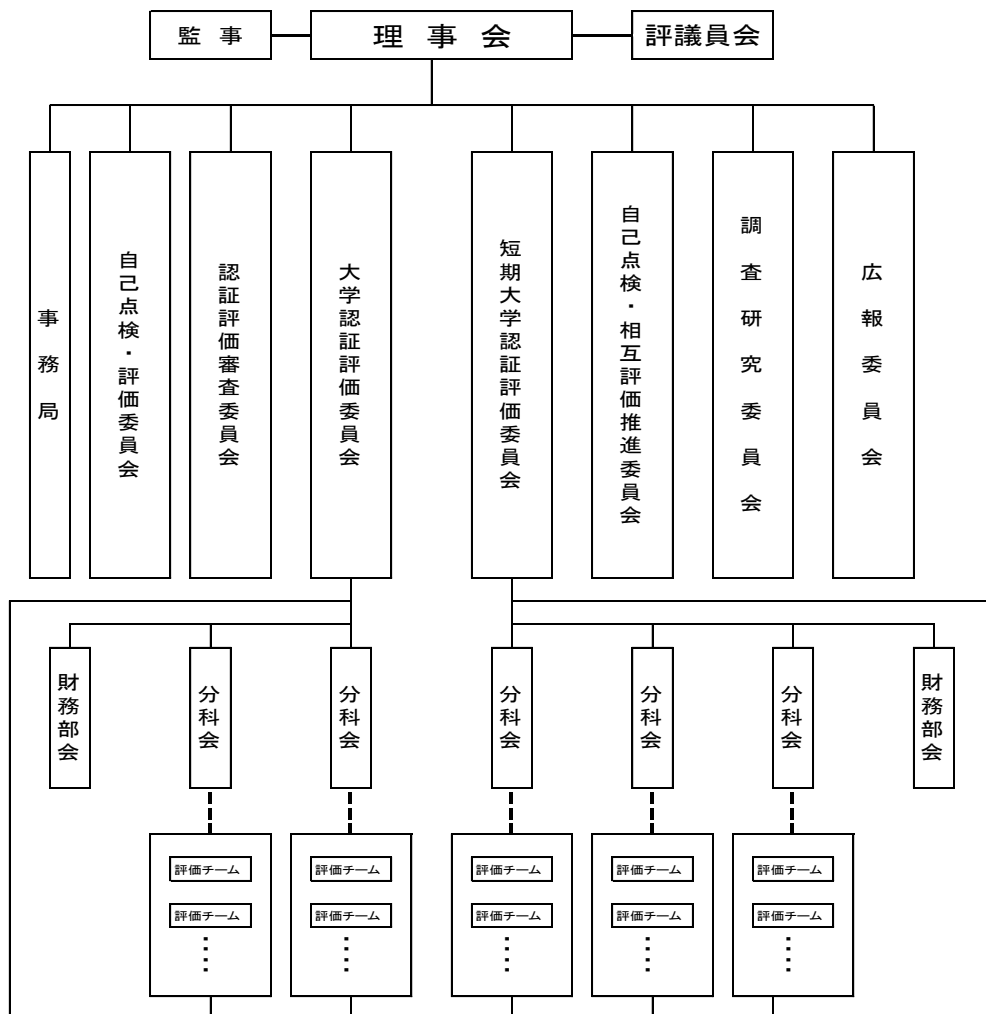 監 事
理 事 会
評議員会
事務局
自己点検・評価委員会
認証評価審査委員会
大学認証評価委員会
短期大学認証評価委員会
自己点検・相互評価推進委員会
調査研究委員会
広報委員会
財務部会
分科会
分科会
分科会
分科会
分科会
財務部会
評価チーム
評価チーム
評価チーム
評価チーム
評価チーム
評価チーム
評価チーム
評価チーム
評価チーム
評価チーム